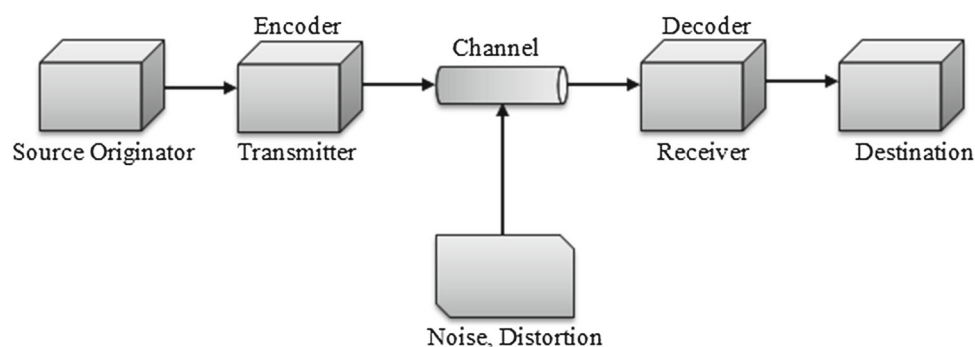 Encoder
Channel
Decoder
Source Originator
Transmitter
Receiver
Destination
Noise, Distortion